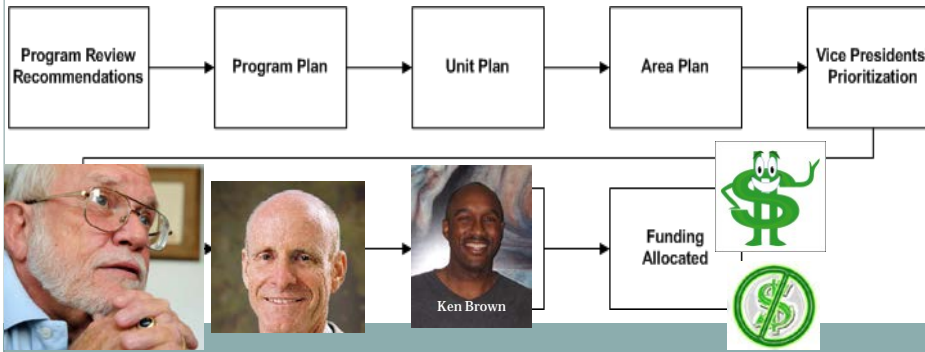 Program Review
Recommendations
Program Plan
Unit Plan
Area Plan
Vice Presidents
Prioritization
Ken Brown
Funding
Allocated